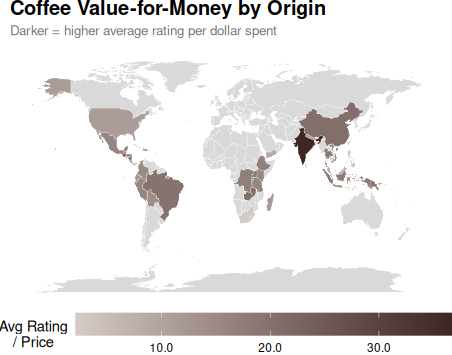 Coffee Value-for-Money by Origin
Darker = higher average rating per dollar spent
Avg Rating
/ Price
10.0
20.0
30.0